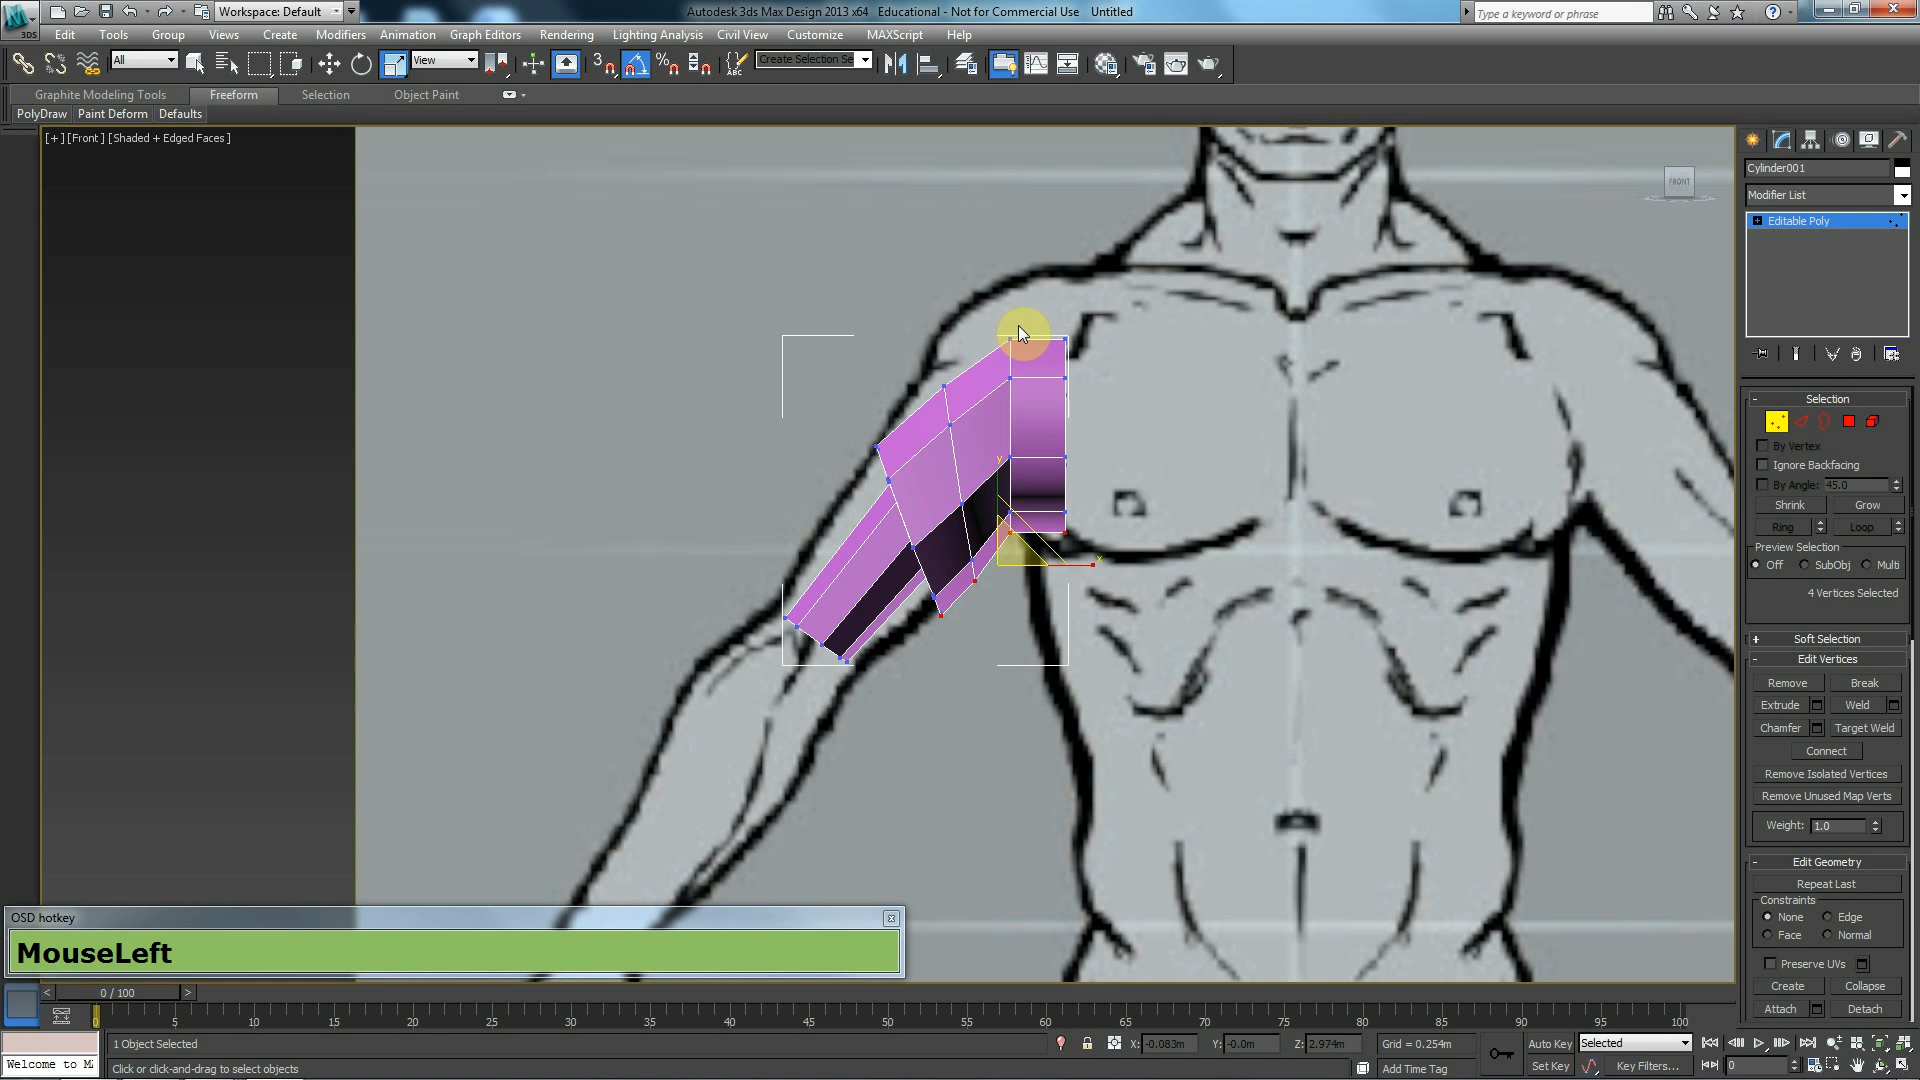 Autodesk 3ds Max Design 2013 x64 Educational - Not for Commercial Use Untitled
Workspace: Default
Type a keyword or phrase
3DS
Edit Tools Group Views Create Modifiers Animation Graph Editors Rendering Lighting Analysis Civil View Customize MAXScript Help
All
View
3
ABC
Create Selection Se
Graphite Modeling Tools Freeform Selection Object Paint
PolyDraw Paint Deform Defaults
[+][Front][Shaded + Edged Faces]
FRONT
y
x
Cylinder001
Modifier List
Editable Poly
Selection
By Vertex
Ignore Backfacing
By Angle: 45.0
Shrink Grow
Ring Loop
Preview Selection
Off SubObj Multi
4 Vertices Selected
Soft Selection
Edit Vertices
Remove Break
Extrude Weld
Chamfer Target Weld
Connect
Remove Isolated Vertices
Remove Unused Map Verts
Weight: 1.0
Edit Geometry
Repeat Last
Constraints
None Edge
Face Normal
Preserve UVs
Create Collapse
Attach Detach
OSD hotkey
MouseLeft
0 / 100
0 5 10 15 20 25 30 35 40 45 50 55 60 65 70 75 80 85 90 95 100
1 Object Selected
X: -0.083m Y: -0.0m Z: 2.974m Grid = 0.254m
Auto Key Selected
Welcome to M
Click or click-and-drag to select objects
Add Time Tag
Set Key Key Filters... 0